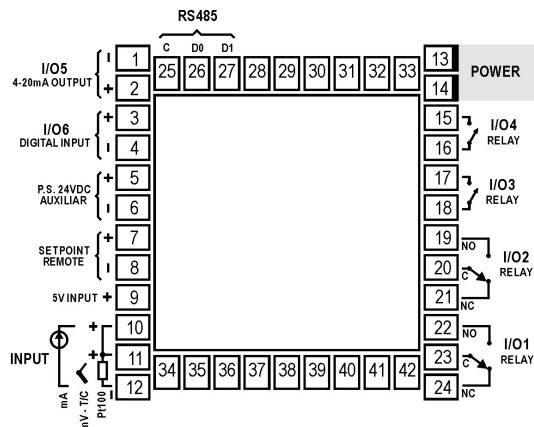 RS485
C D0 D1
I/O5
4-20mA OUTPUT
I/O6
DIGITAL INPUT
P.S. 24VDC
AUXILIAR
SETPOINT
REMOTE
5V INPUT +
INPUT
mA
mV - T/C
Pt100
- 1
+ 2
+ 3
- 4
+ 5
- 6
+ 7
- 8
9
+ 10
+ 11
- 12
25 26 27 28 29 30 31 32 33
34 35 36 37 38 39 40 41 42
13
14
POWER
15
16
I/O4
RELAY
17
18
I/O3
RELAY
19 NO
20 C
21 NC
I/O2
RELAY
22 NO
23 C
24 NC
I/O1
RELAY